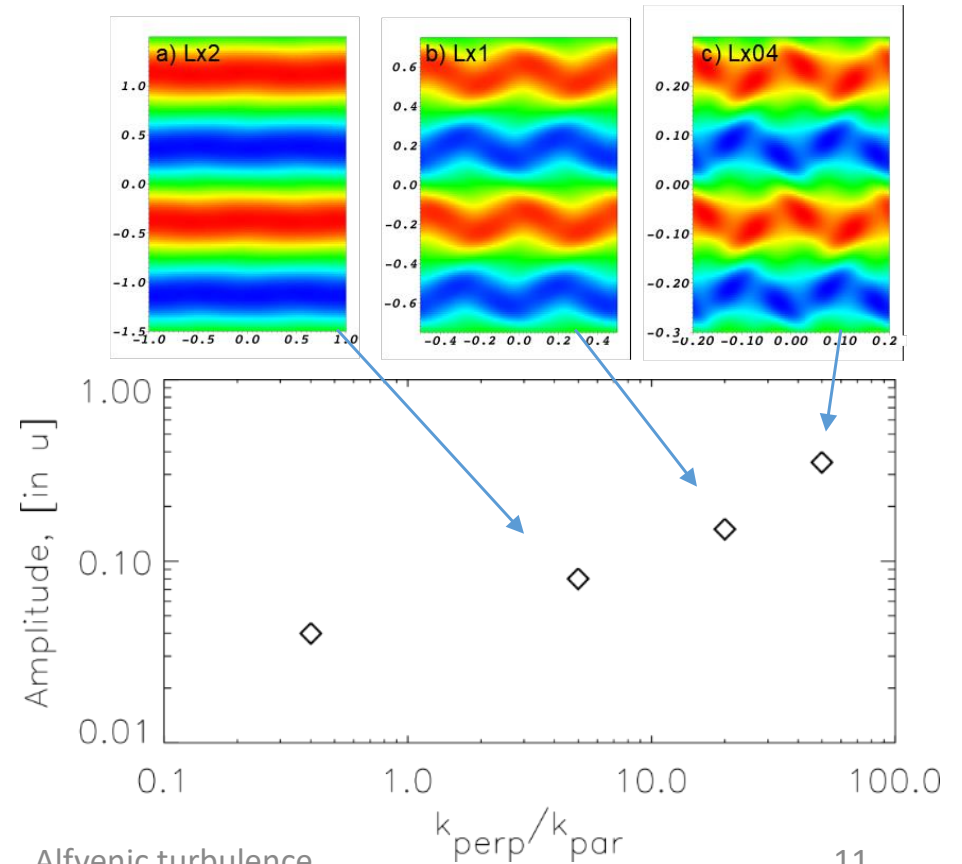 a) Lx2
1.0
0.5
0.0
-0.5
-1.0
-1.5
-1.0 -0.5 0.0 0.5 1.0
b) Lx1
0.6
0.4
0.2
0.0
-0.2
-0.4
-0.6
-0.4 -0.2 0.0 0.2 0.4
c) Lx04
0.20
0.10
0.00
-0.10
-0.20
-0.3
-0.20 -0.10 0.00 0.10 0.2
Amplitude, [in u]
1.00
0.10
0.01
0.1 1.0 10.0 100.0
k_perp/k_par
Alfvenic turbulence
11